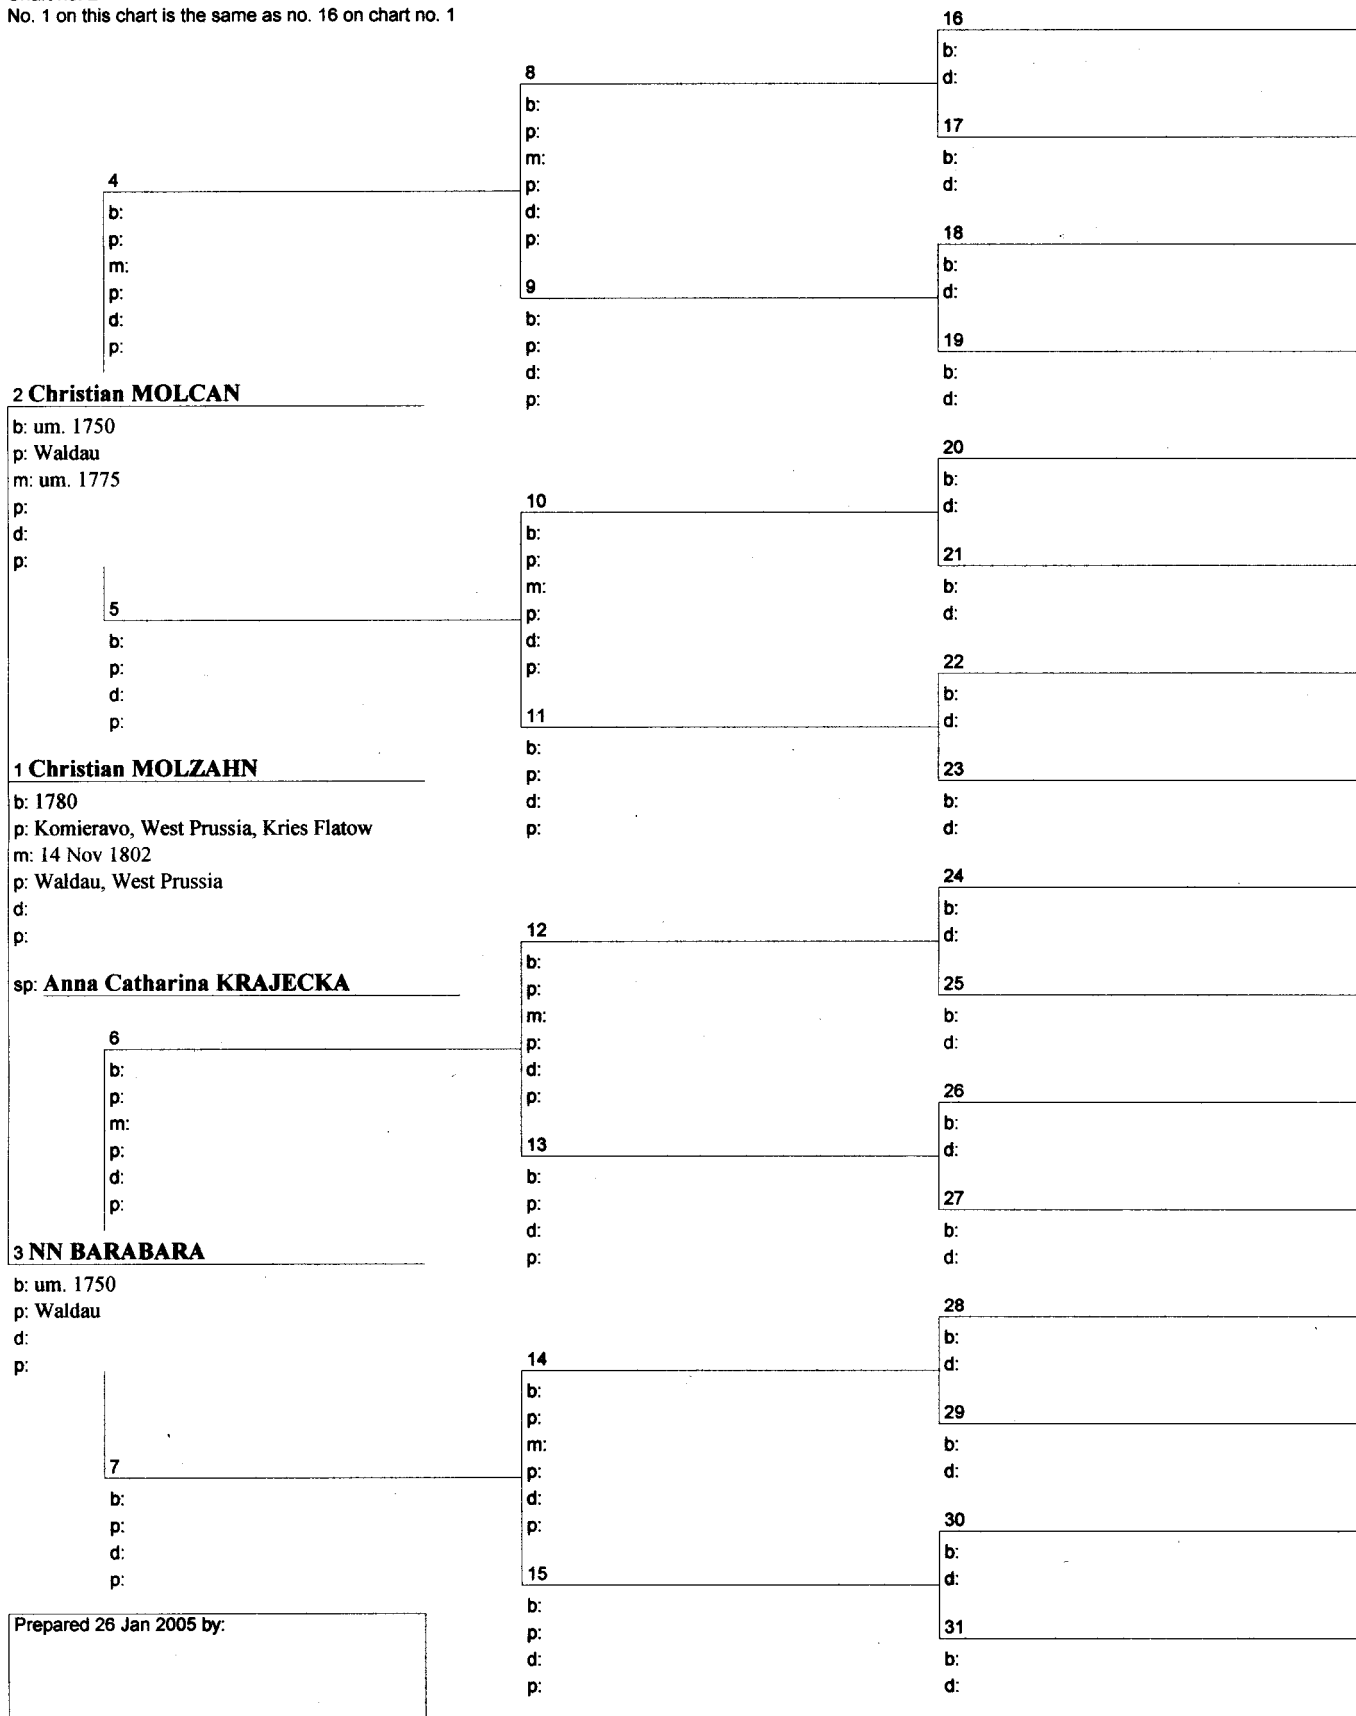 No. 1 on this chart is the same as no. 16 on chart no. 1
2 Christian MOLCAN
b: um. 1750
p: Waldau
m: um. 1775
p:
d:
p:
1 Christian MOLZAHN
b: 1780
p: Komieravo, West Prussia, Kries Flatow
m: 14 Nov 1802
p: Waldau, West Prussia
d:
p:
sp: Anna Catharina KRAJECKA
3 NN BARABARA
b: um. 1750
p: Waldau
d:
p:
4
b:
p:
m:
p:
d:
p:
5
b:
p:
d:
p:
6
b:
p:
m:
p:
d:
p:
7
b:
p:
d:
p:
8
b:
p:
m:
p:
d:
p:
9
b:
p:
d:
p:
10
b:
p:
m:
p:
d:
p:
11
b:
p:
d:
p:
12
b:
p:
m:
p:
d:
p:
13
b:
p:
d:
p:
14
b:
p:
m:
p:
d:
p:
15
b:
p:
d:
p:
16
b:
d:
17
b:
d:
18
b:
d:
19
b:
d:
20
b:
d:
21
b:
d:
22
b:
d:
23
b:
d:
24
b:
d:
25
b:
d:
26
b:
d:
27
b:
d:
28
b:
d:
29
b:
d:
30
b:
d:
31
b:
d:
Prepared 26 Jan 2005 by: